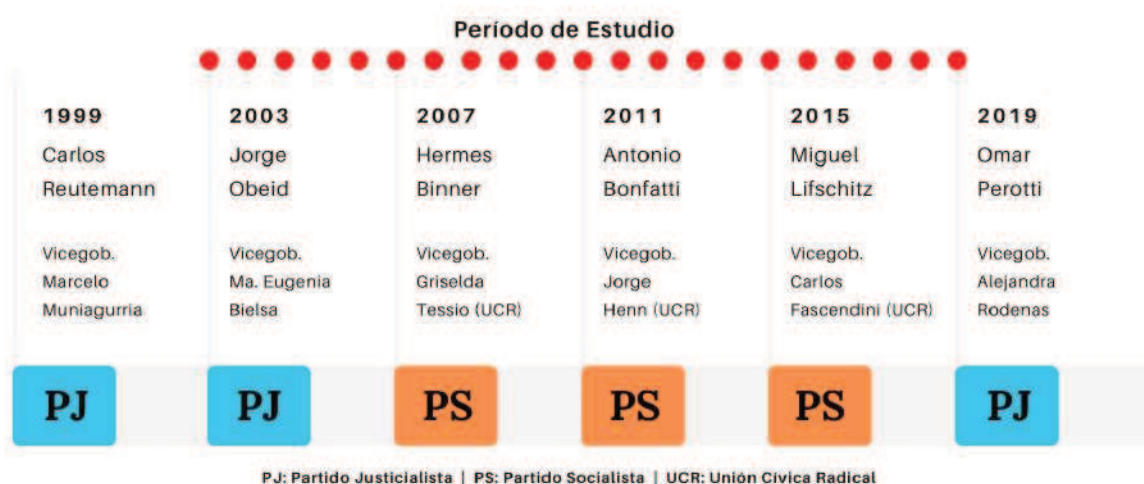 Período de Estudio
1999
Carlos
Reutemann
Vicegob.
Marcelo
Muniagurria
PJ
2003
Jorge
Obeid
Vicegob.
Ma. Eugenia
Bielsa
PJ
2007
Hermes
Binner
Vicegob.
Griselda
Tessio (UCR)
PS
2011
Antonio
Bonfatti
Vicegob.
Jorge
Henn (UCR)
PS
2015
Miguel
Lifschitz
Vicegob.
Carlos
Fascendini (UCR)
PS
2019
Omar
Perotti
Vicegob.
Alejandra
Rodenas
PJ
PJ: Partido Justicialista | PS: Partido Socialista | UCR: Unión Cívica Radical